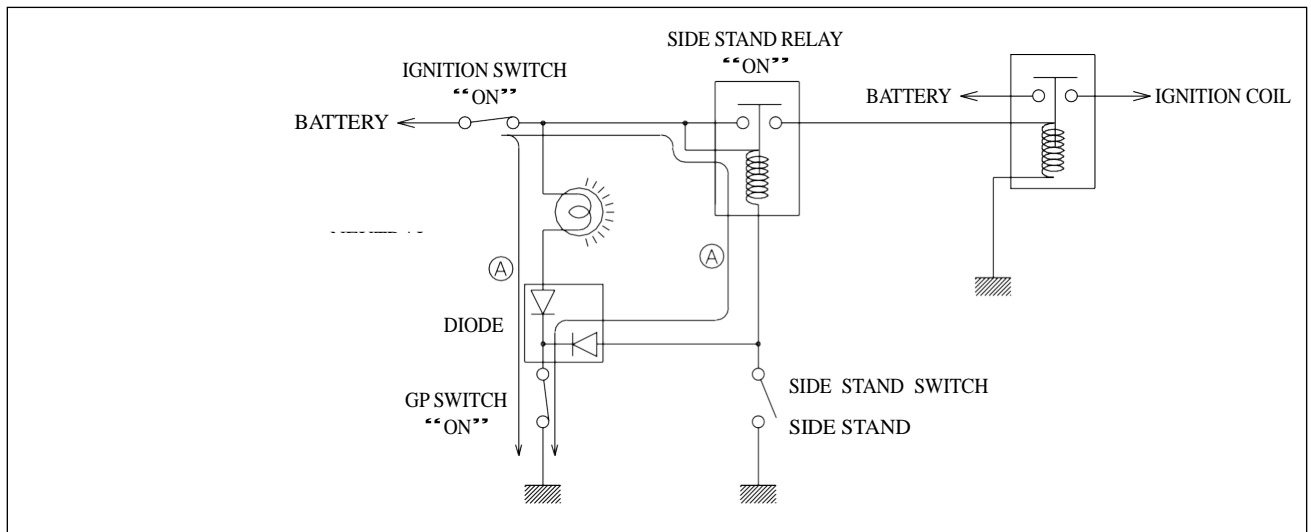 SIDE STAND RELAY
“ON”
IGNITION SWITCH
“ON”
BATTERY
BATTERY
IGNITION COIL
A
A
DIODE
GP SWITCH
“ON”
SIDE STAND SWITCH
SIDE STAND